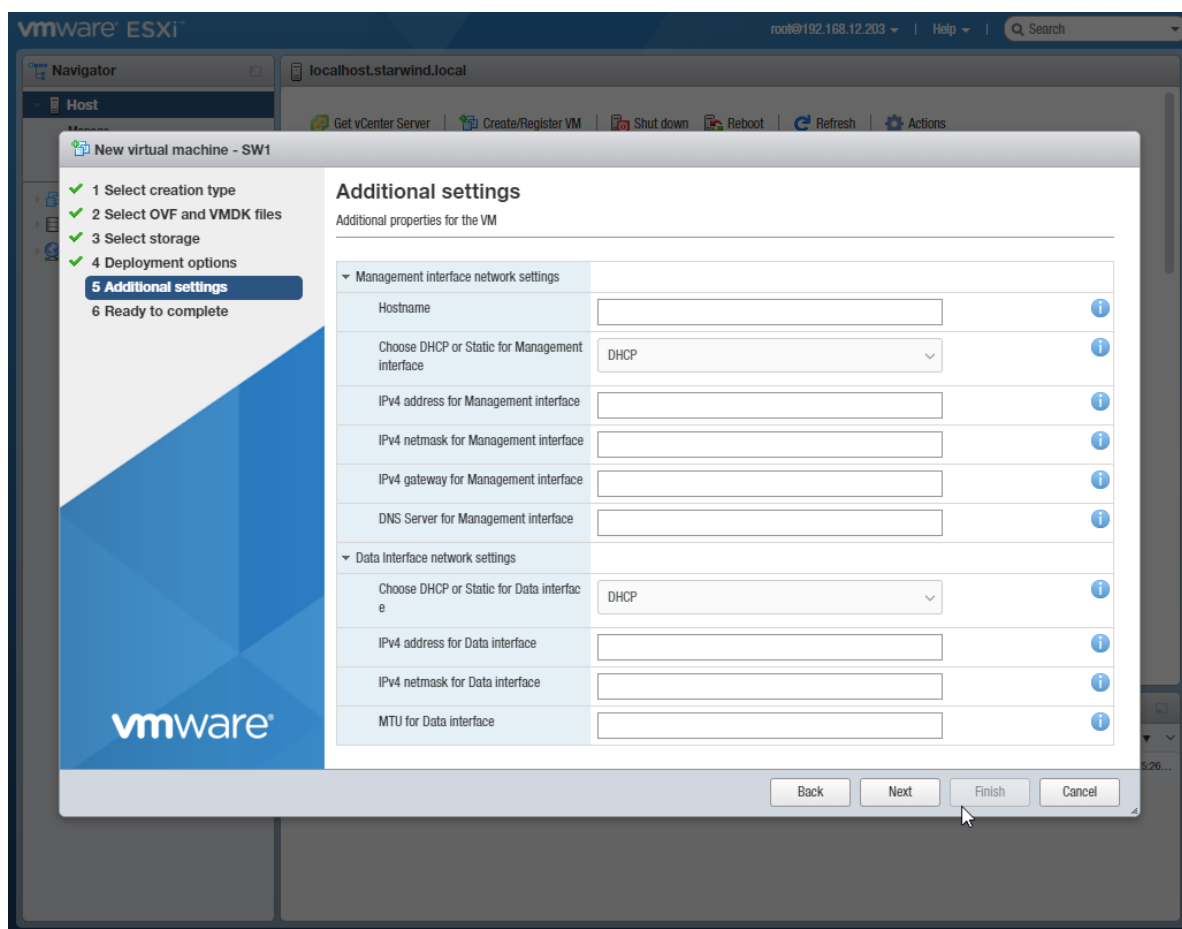 vmware ESXi™
root@192.168.12.203 | Help | Search
Navigator
localhost.starwind.local
Host
Manage
Get vCenter Server | Create/Register VM | Shut down Reboot | Refresh | Actions
New virtual machine - SW1
1 Select creation type
2 Select OVF and VMDK files
3 Select storage
4 Deployment options
5 Additional settings
6 Ready to complete
vmware®
Additional settings
Additional properties for the VM
Management interface network settings
Hostname
Choose DHCP or Static for Management
interface
DHCP
IPv4 address for Management interface
IPv4 netmask for Management interface
IPv4 gateway for Management interface
DNS Server for Management interface
Data Interface network settings
Choose DHCP or Static for Data interfac
e
DHCP
IPv4 address for Data interface
IPv4 netmask for Data interface
MTU for Data interface
5:26...
Back Next Finish Cancel